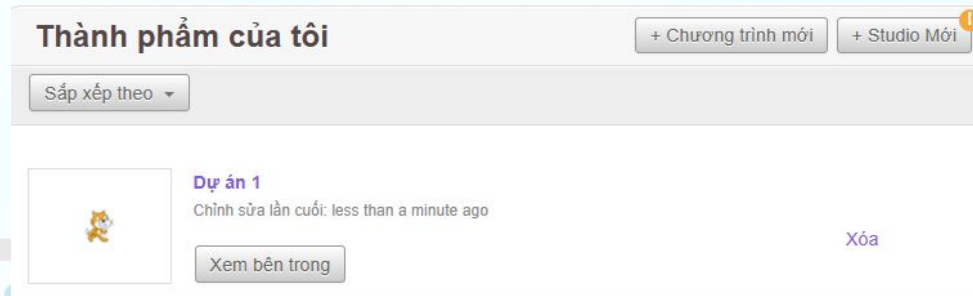 Thành phẩm của tôi
+ Chương trình mới
+ Studio Mới
Sắp xếp theo
Dự án 1
Chỉnh sửa lần cuối: less than a minute ago
Xóa
Xem bên trong